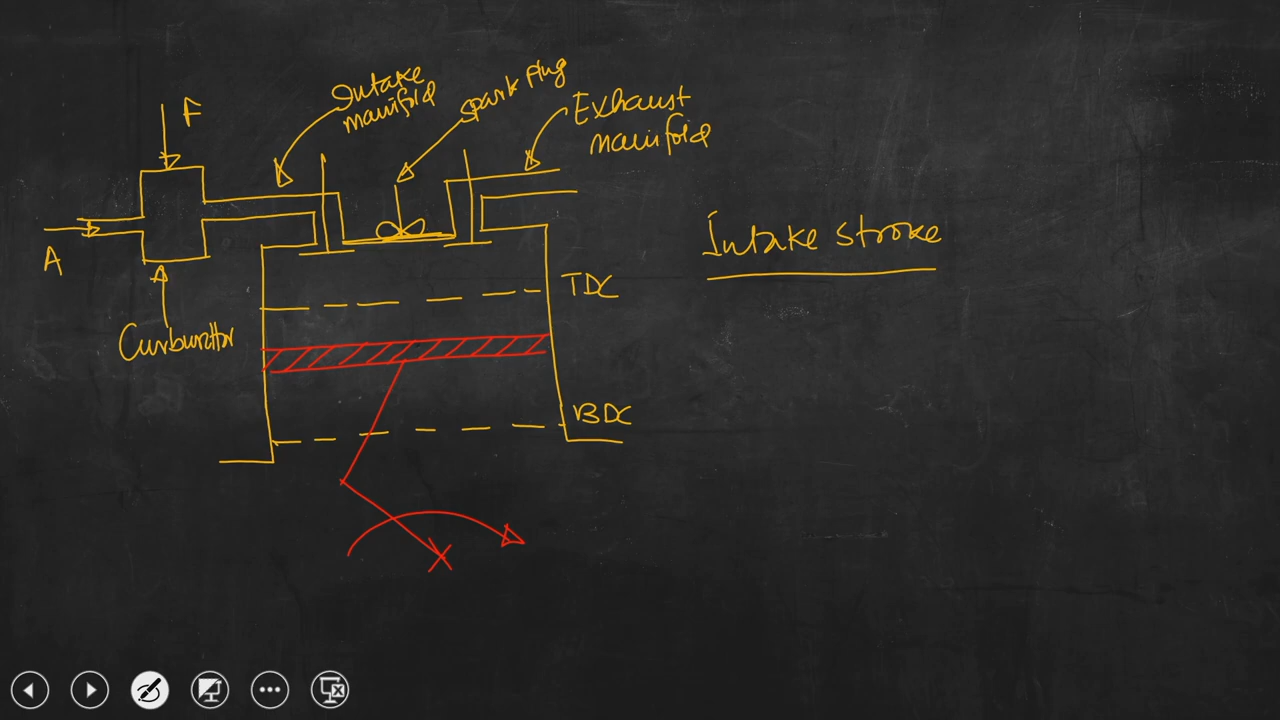 F
Intake
manifold
spark Plug
Exhaust
manifold
A
Intake stroke
TDC
Carburettor
BDC